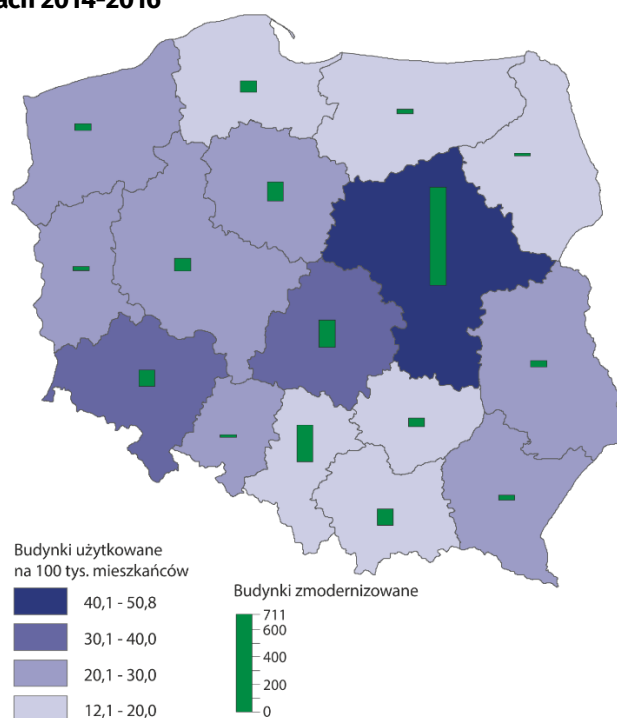 ach 2014-2016
Budynki użytkowane
na 100 tys. mieszkańców
40,1 - 50,8
30,1 - 40,0
20,1 - 30,0
12,1 - 20,0
Budynki zmodernizowane
711
600
400
200
0